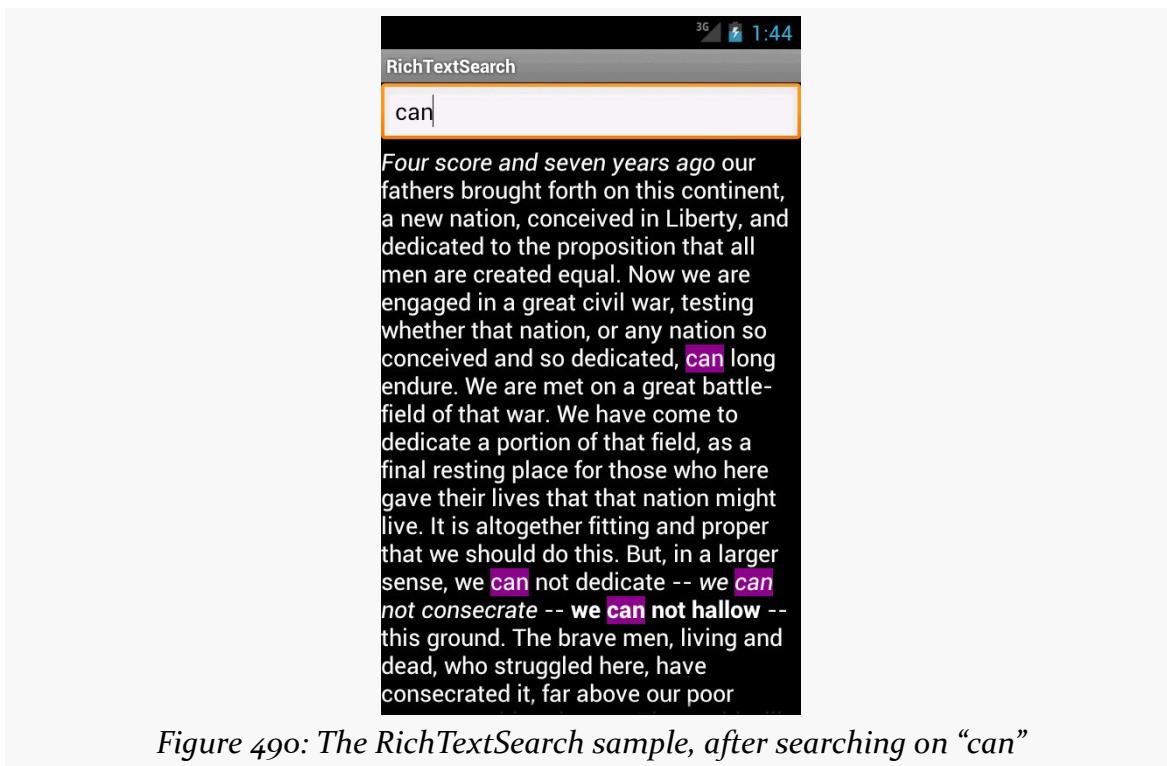 3G 1:44
RichTextSearch
can
Four score and seven years ago our
fathers brought forth on this continent,
a new nation, conceived in Liberty, and
dedicated to the proposition that all
men are created equal. Now we are
engaged in a great civil war, testing
whether that nation, or any nation so
conceived and so dedicated, can long
endure. We are met on a great battle-
field of that war. We have come to
dedicate a portion of that field, as a
final resting place for those who here
gave their lives that that nation might
live. It is altogether fitting and proper
that we should do this. But, in a larger
sense, we can not dedicate -- we can
not consecrate -- we can not hallow --
this ground. The brave men, living and
dead, who struggled here, have
consecrated it, far above our poor
Figure 490: The RichTextSearch sample, after searching on “can”